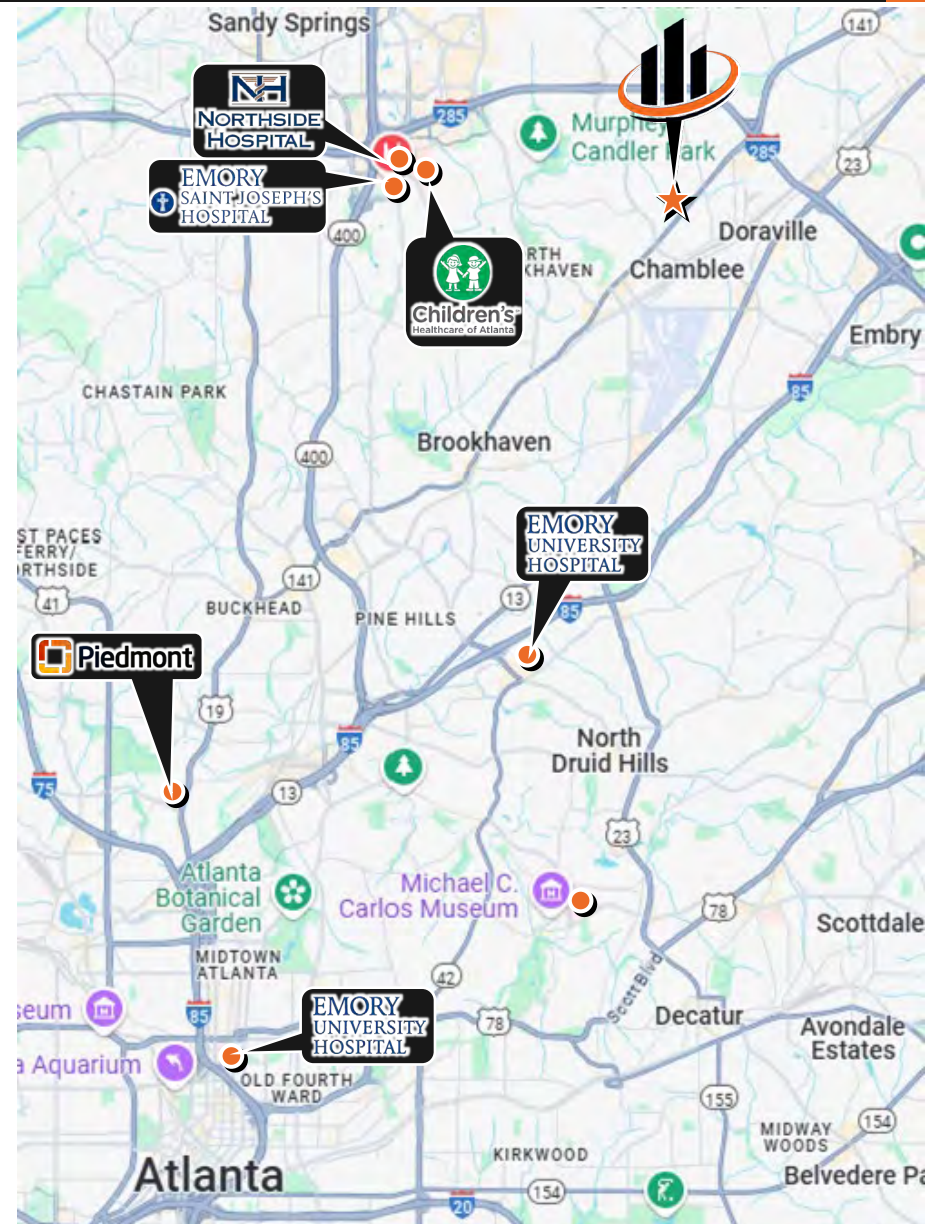 Sandy Springs
141
NH
NORTHSIDE
HOSPITAL
285
Murphey
Candler Park
285
23
EMORY
SAINT JOSEPH'S
HOSPITAL
400
Doraville
RTH
KHAVEN
Chamblee
Children's
Healthcare of Atlanta
Embry
85
CHASTAIN PARK
Brookhaven
400
EMORY
UNIVERSITY
HOSPITAL
ST PACES
FERRY/
ORTHSIDE
41
141
BUCKHEAD
13
85
PINE HILLS
Piedmont
19
85
North
Druid Hills
75
13
23
Atlanta
Botanical
Garden
Michael C.
Carlos Museum
78
Scottdale
MIDTOWN
ATLANTA
42
Scott Blvd
seum
85
EMORY
UNIVERSITY
HOSPITAL
78
Decatur
Avondale
Estates
a Aquarium
OLD FOURTH
WARD
155
154
MIDWAY
WOODS
KIRKWOOD
Atlanta
154
Belvedere Pa
20